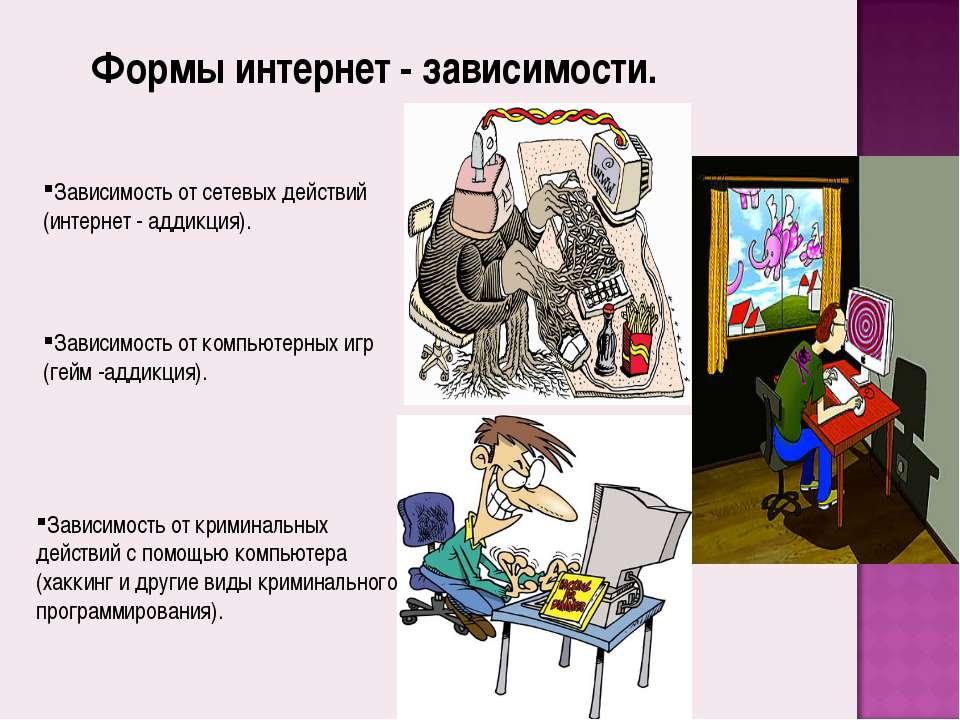 Формы интернет - зависимости.
▪Зависимость от сетевых действий
(интернет - аддикция).
▪Зависимость от компьютерных игр
(гейм -аддикция).
▪Зависимость от криминальных
действий с помощью компьютера
(хаккинг и другие виды криминального
программирования).